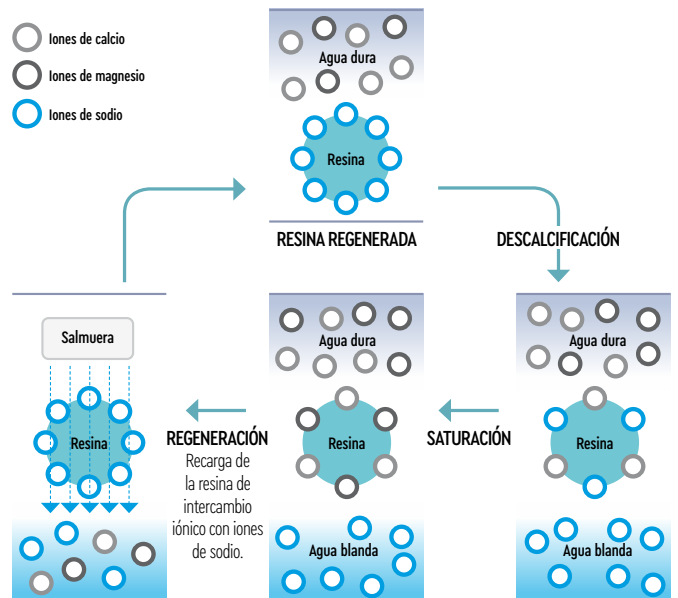 Iones de calcio
Iones de magnesio
Iones de sodio
Agua dura
Resina
RESINA REGENERADA
DESCALCIFICACIÓN
Salmuera
Resina
REGENERACIÓN
Recarga de
la resina de
intercambio
iónico con iones
de sodio.
Agua dura
Resina
Agua blanda
SATURACIÓN
Agua dura
Resina
Agua blanda